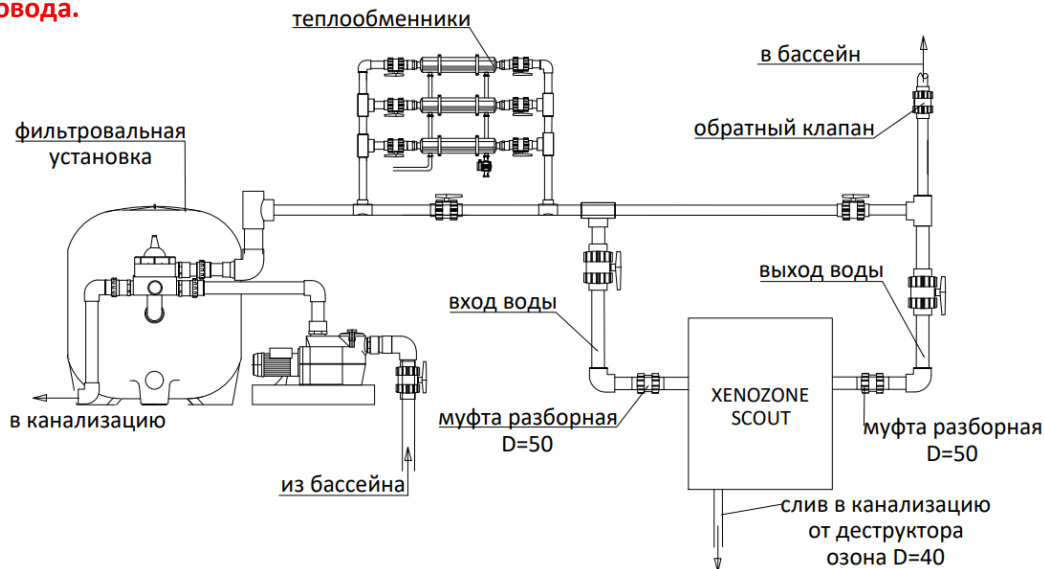 овода.
теплообменники
в бассейн
обратный клапан
фильтровальная
установка
вход воды
выход воды
XENOZONE
SCOUT
в канализацию
муфта разборная
D=50
муфта разборная
D=50
из бассейна
слив в канализацию
от деструктора
озона D=40